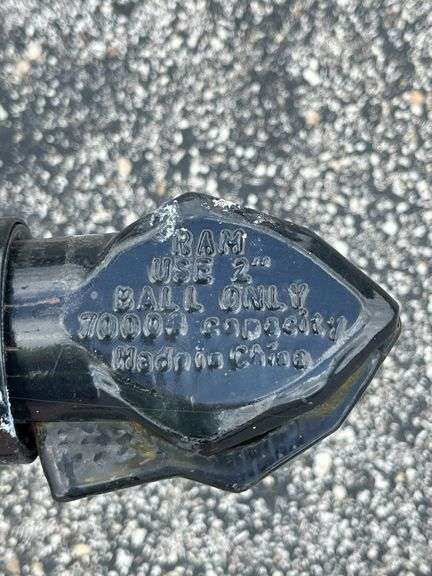 RAM
USE 2"
BALL ONLY
7000# capacity
Made in China